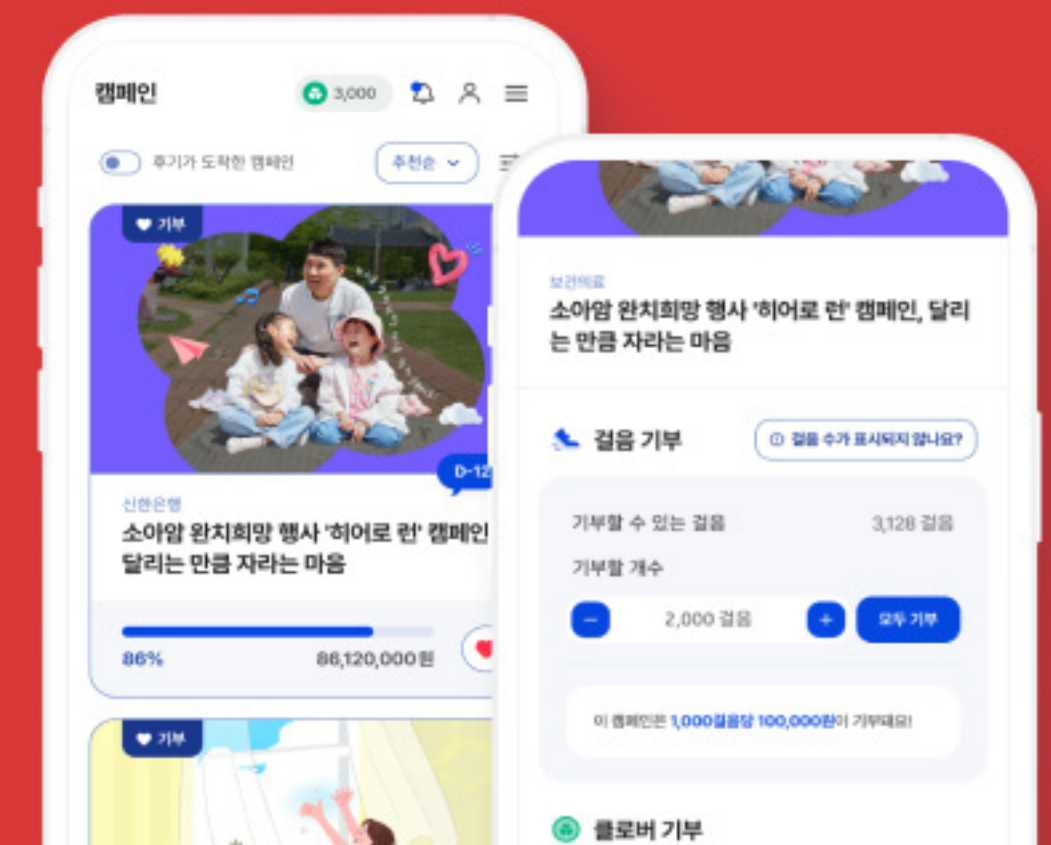 캠페인
3,000
후기가 도착한 캠페인
추천순
기부
D-12
신한은행
소아암 완치희망 행사 '히어로 런' 캠페인
달리는 만큼 자라는 마음
86%
86,120,000원
기부
보건의료
소아암 완치희망 행사 '히어로 런' 캠페인, 달리
는 만큼 자라는 마음
걸음 기부
걸음 수가 표시되지 않나요?
기부할 수 있는 걸음
3,128 걸음
기부할 개수
2,000 걸음
모두 기부
이 캠페인은 1,000걸음당 100,000원이 기부돼요!
클로버 기부